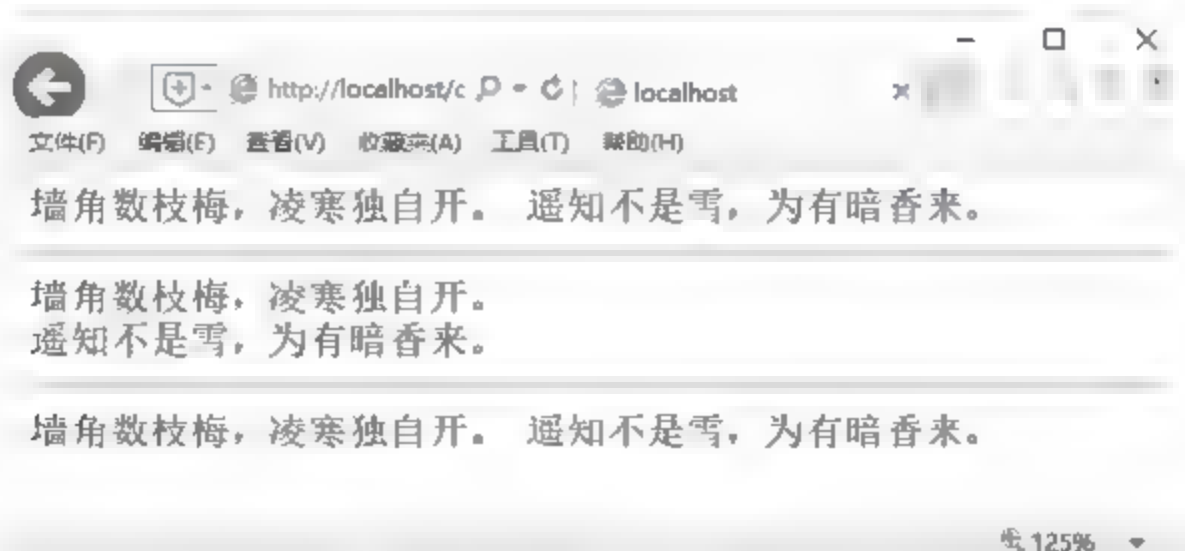 http://localhost/c localhost
文件(F) 编辑(E) 查看(V) 收藏夹(A) 工具(T) 帮助(H)
墙角数枝梅，凌寒独自开。 遥知不是雪，为有暗香来。
墙角数枝梅，凌寒独自开。
遥知不是雪，为有暗香来。
墙角数枝梅，凌寒独自开。 遥知不是雪，为有暗香来。
125%